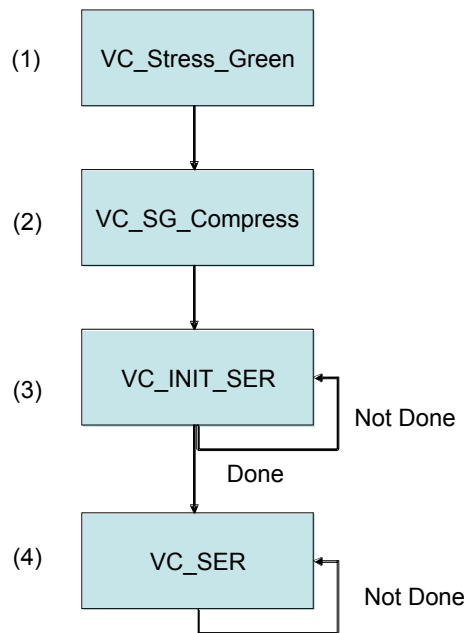 (1)
VC_Stress_Green
(2)
VC_SG_Compress
(3)
VC_INIT_SER
Not Done
Done
(4)
VC_SER
Not Done